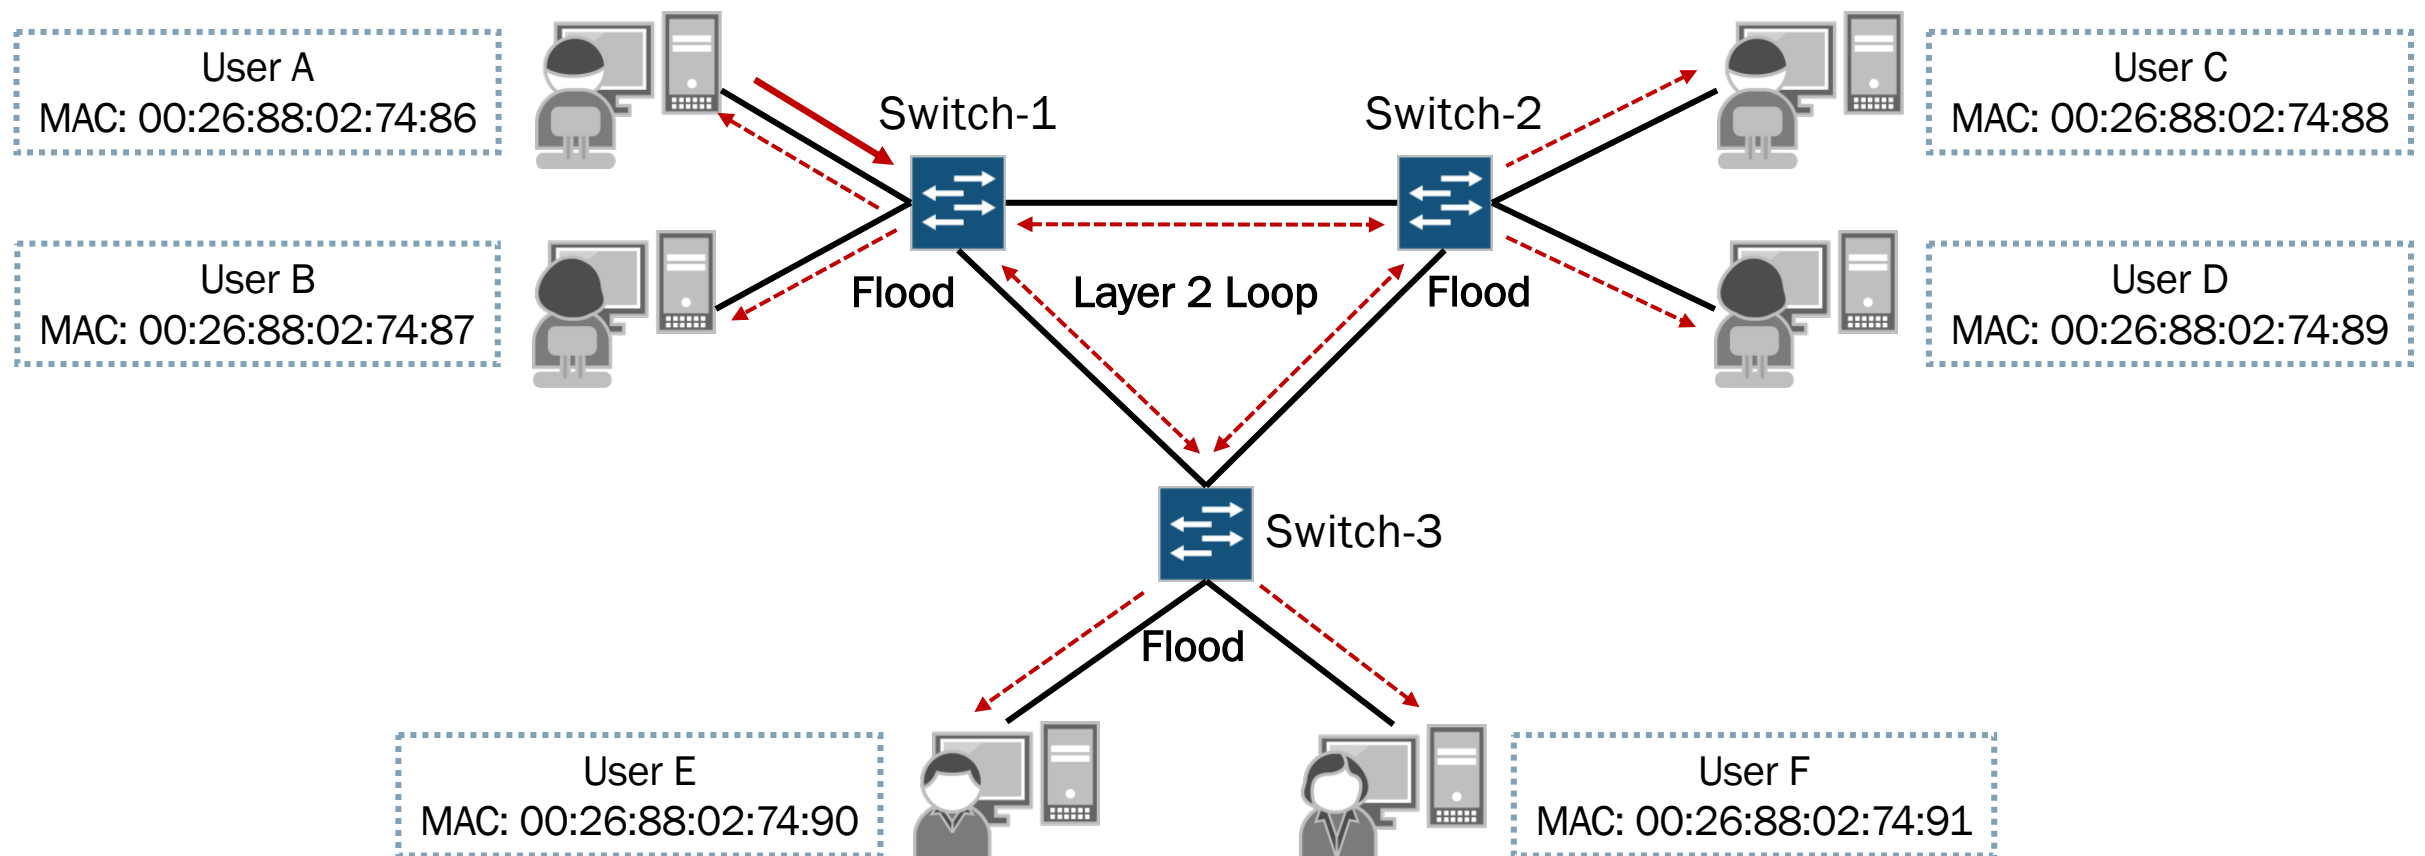 User A
MAC: 00:26:88:02:74:86
Switch-1
Switch-2
User C
MAC: 00:26:88:02:74:88
User B
MAC: 00:26:88:02:74:87
Flood
Layer 2 Loop
Flood
User D
MAC: 00:26:88:02:74:89
Switch-3
Flood
User E
MAC: 00:26:88:02:74:90
User F
MAC: 00:26:88:02:74:91